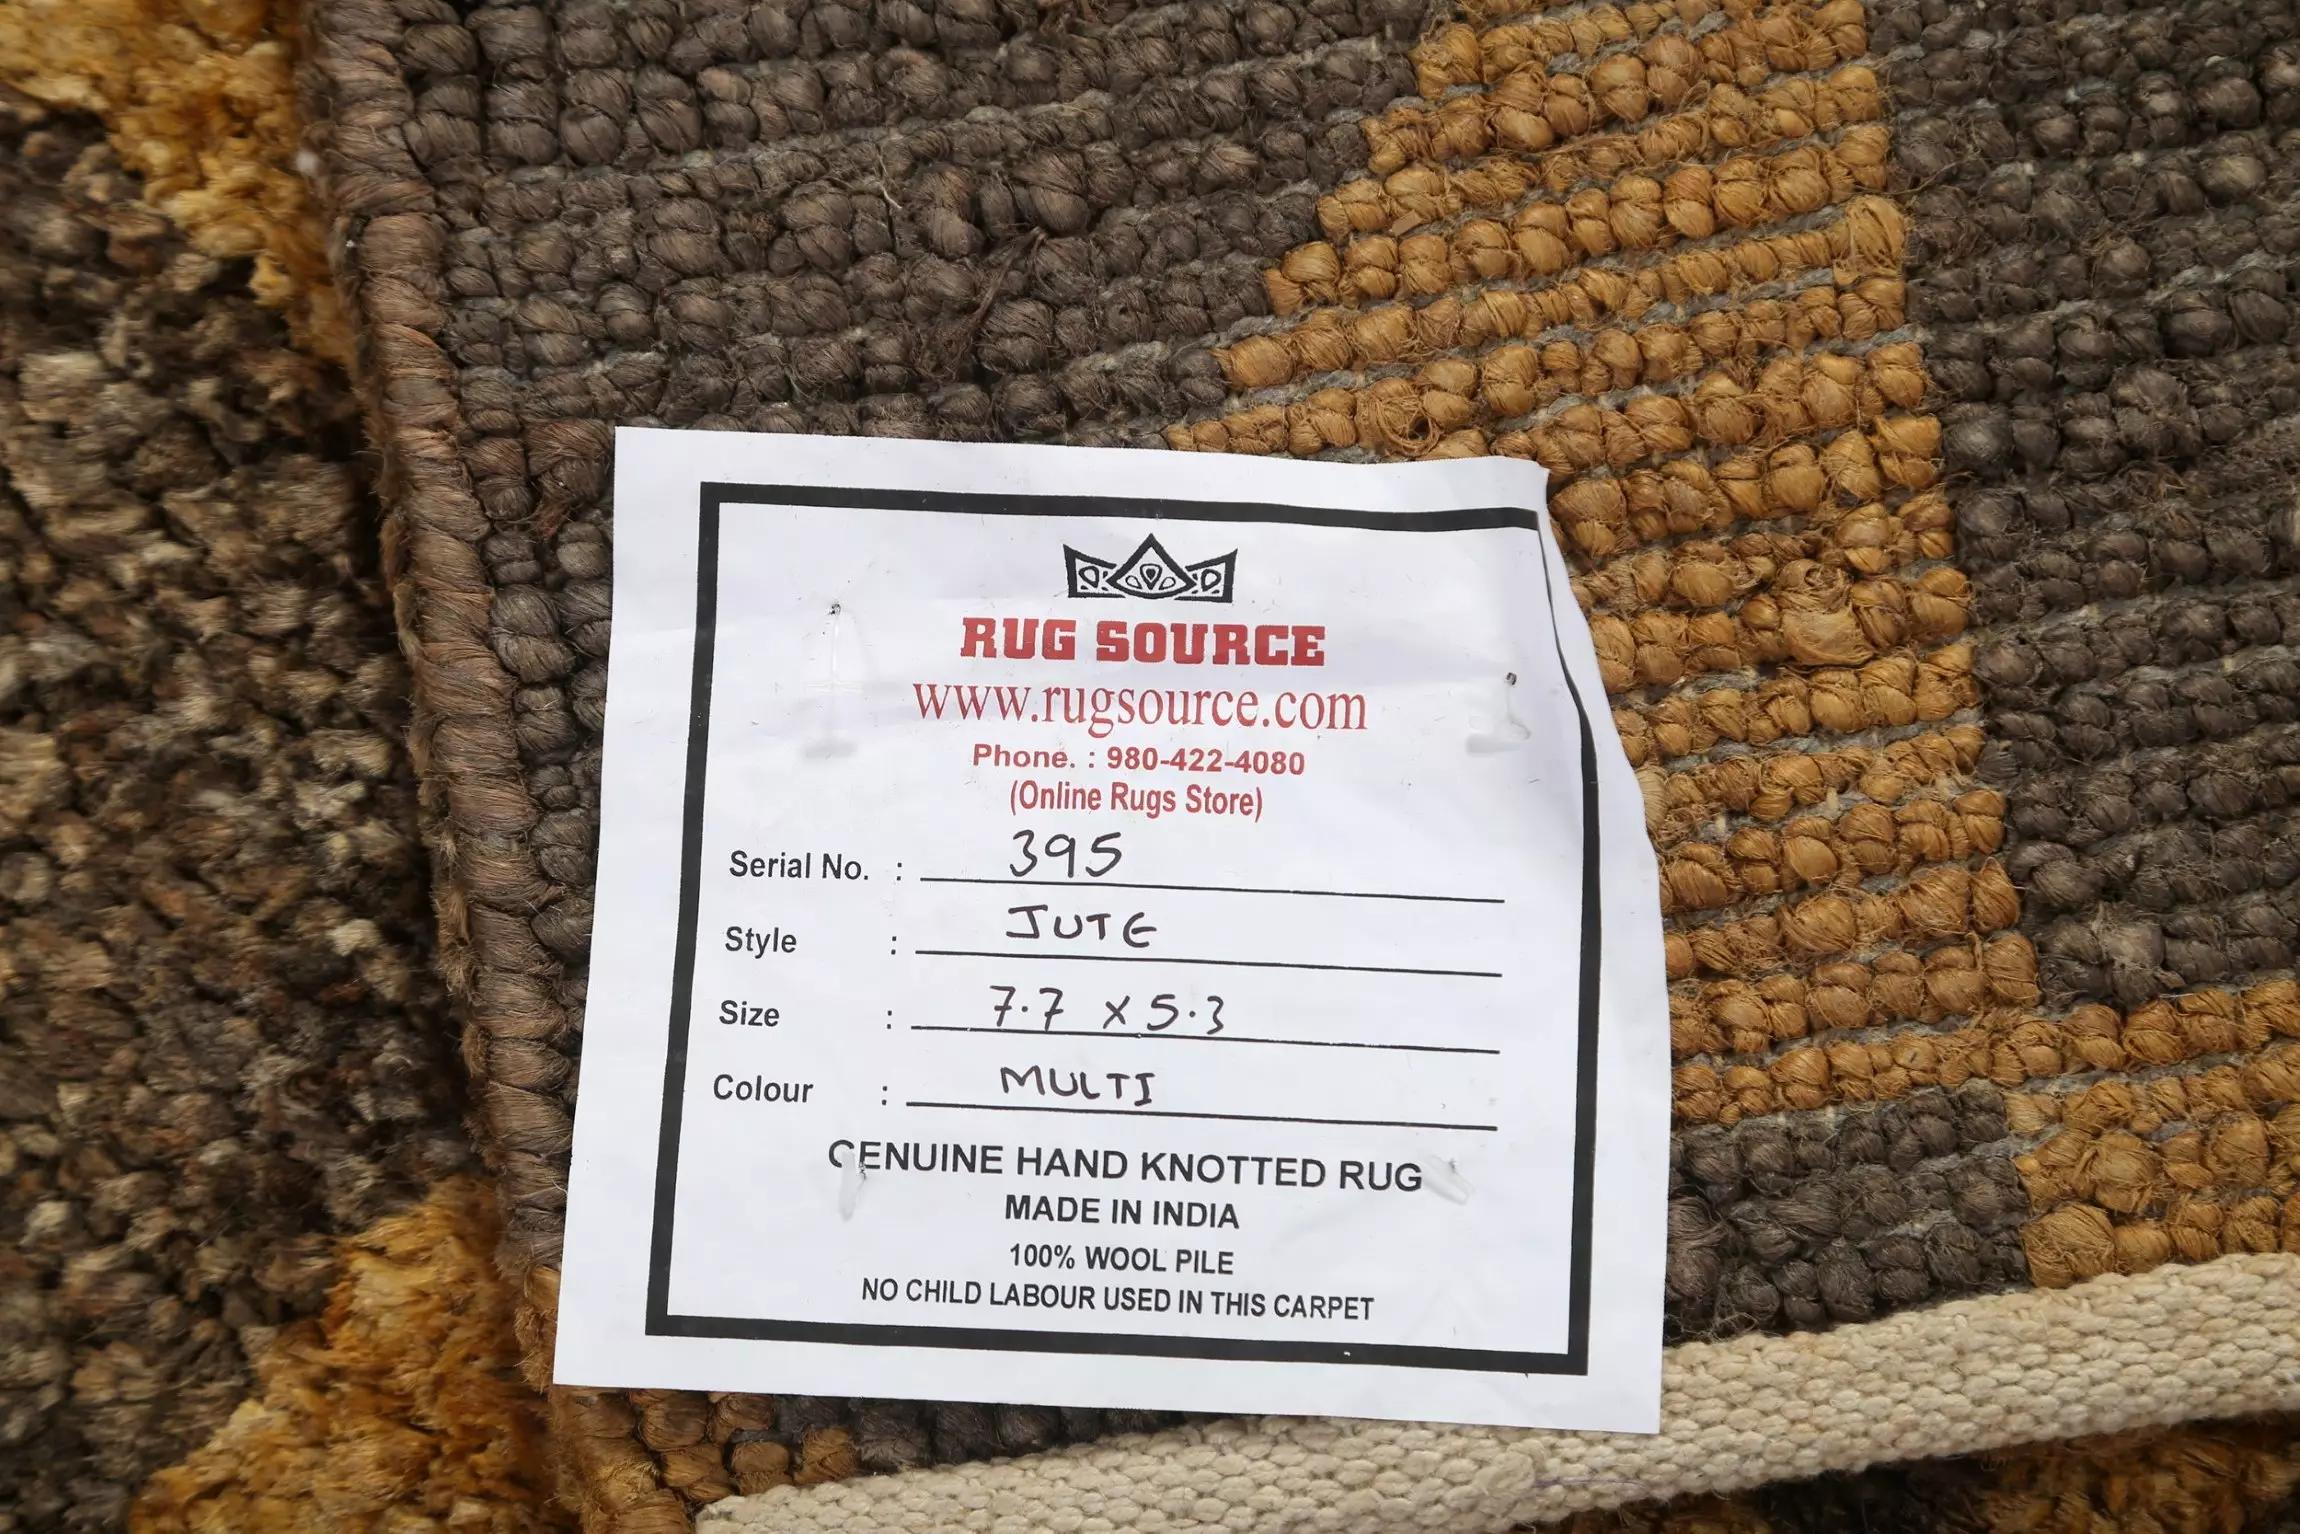 RUG SOURCE
www.rugsource.com
Phone. : 980-422-4080
(Online Rugs Store)
Serial No. : 395
Style : JUTE
Size : 7.7 x 5.3
Colour : MULTI
GENUINE HAND KNOTTED RUG
MADE IN INDIA
100% WOOL PILE
NO CHILD LABOUR USED IN THIS CARPET